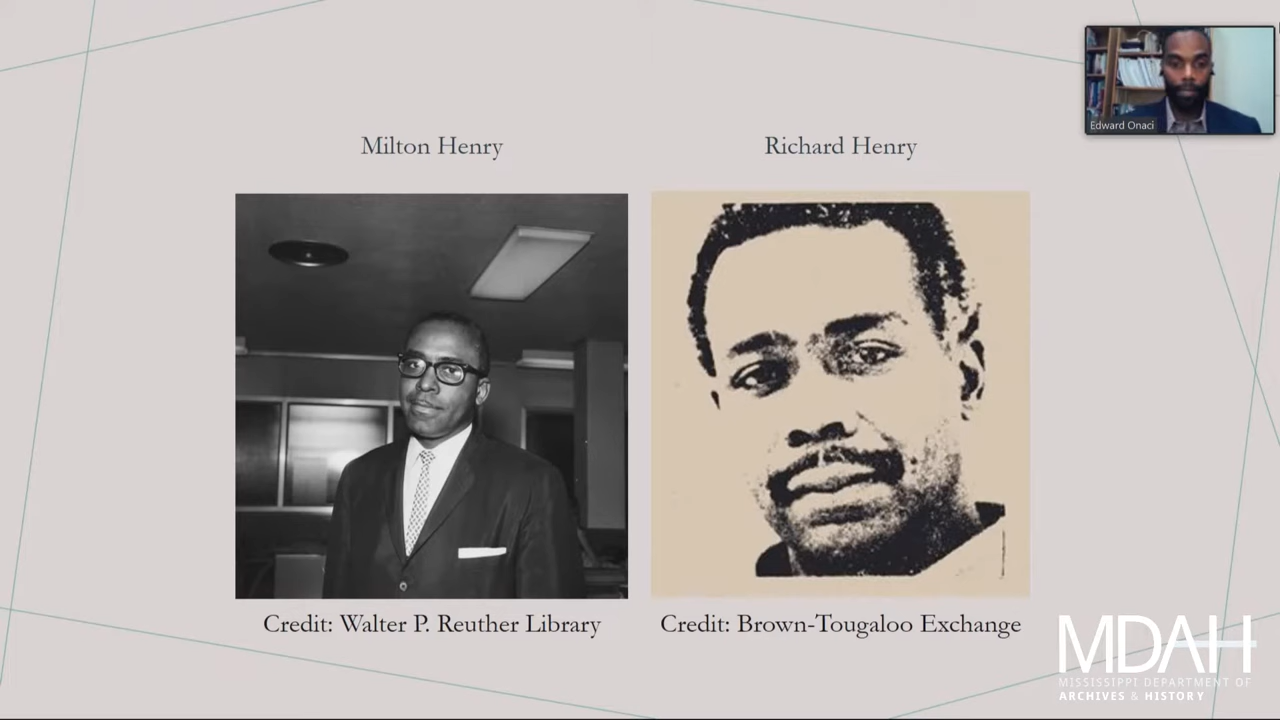 Edward Onaci
Milton Henry
Richard Henry
Credit: Walter P. Reuther Library
Credit: Brown-Tougaloo Exchange
MDAH
MISSISSIPPI DEPARTMENT OF
ARCHIVES & HISTORY